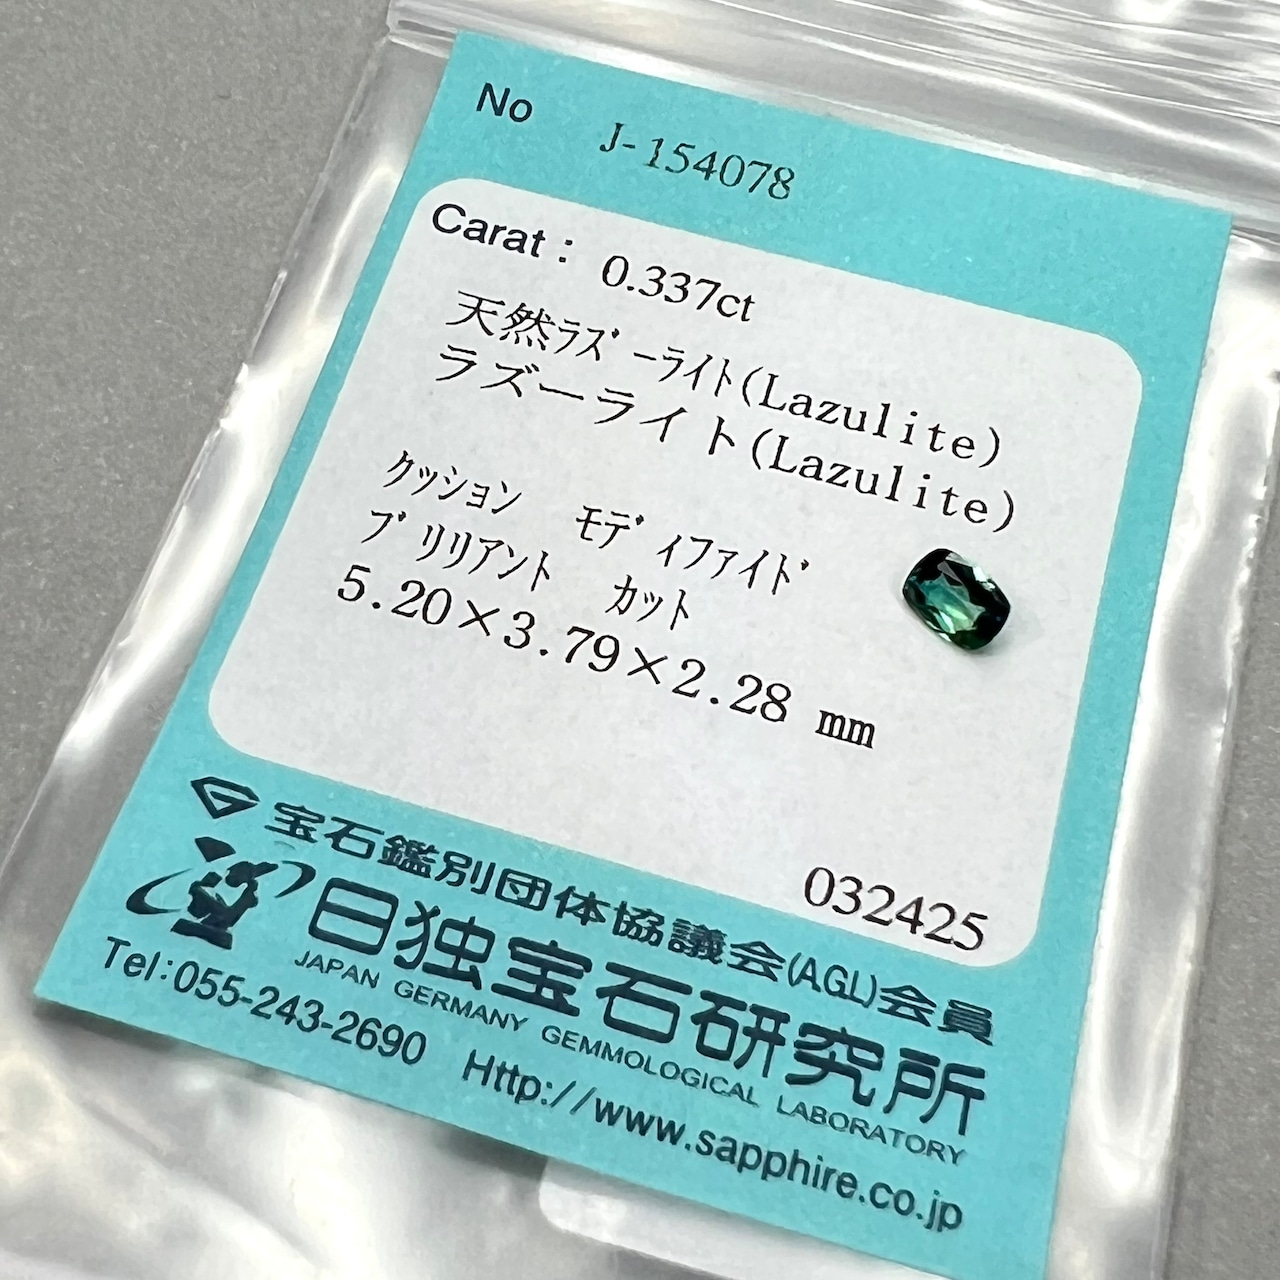 No J-154078
Carat： 0.337ct
天然ﾗｽﾞｰﾗｲﾄ(Lazulite)
ラズーライト(Lazulite)
ｸｯｼｮﾝ ﾓﾃﾞｨﾌｧｲﾄﾞ
ﾌﾞﾘﾘｱﾝﾄ ｶｯﾄ
5.20×3.79×2.28 mm
032425
宝石鑑別団体協議会(AGL)会員
日独宝石研究所
JAPAN GERMANY GEMMOLOGICAL LABORATORY
Tel:055-243-2690 Http://www.sapphire.co.jp